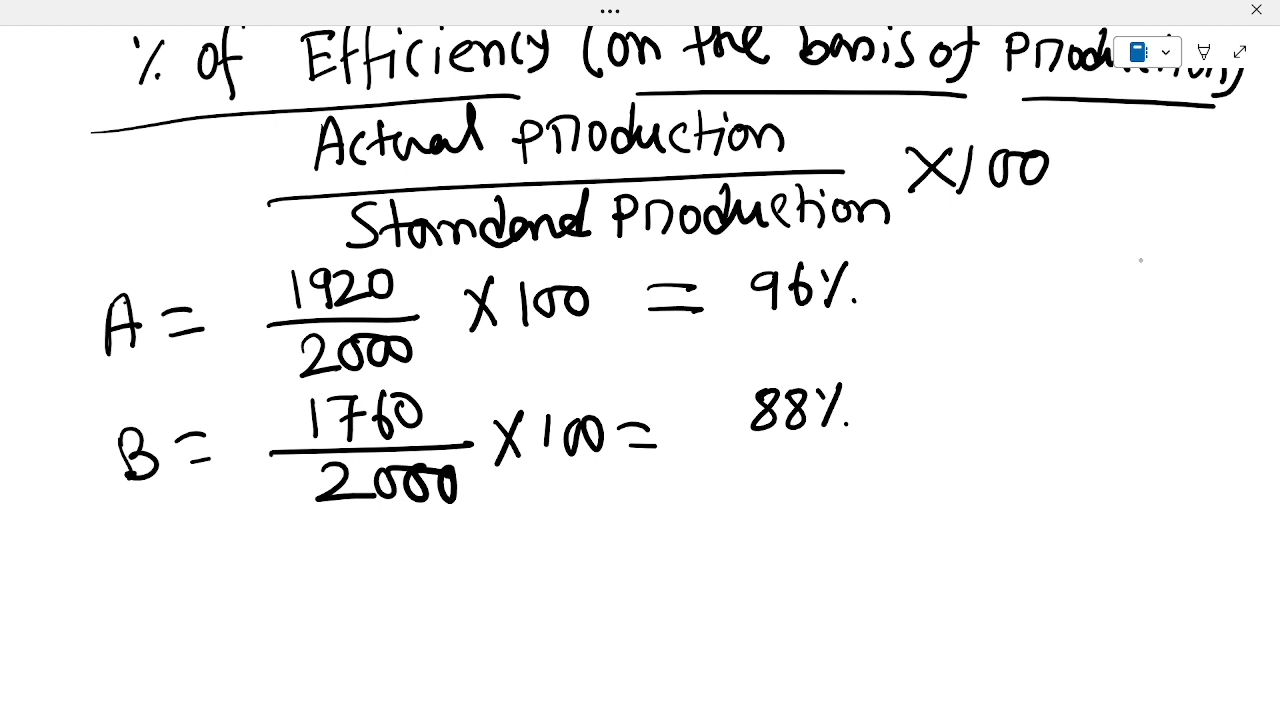 % of Efficiency (on the basis of Production)
Actual production
Standard Production
×100
A = 1920
2000
×100 = 96%.
B = 1760
2000
×100 = 88%.